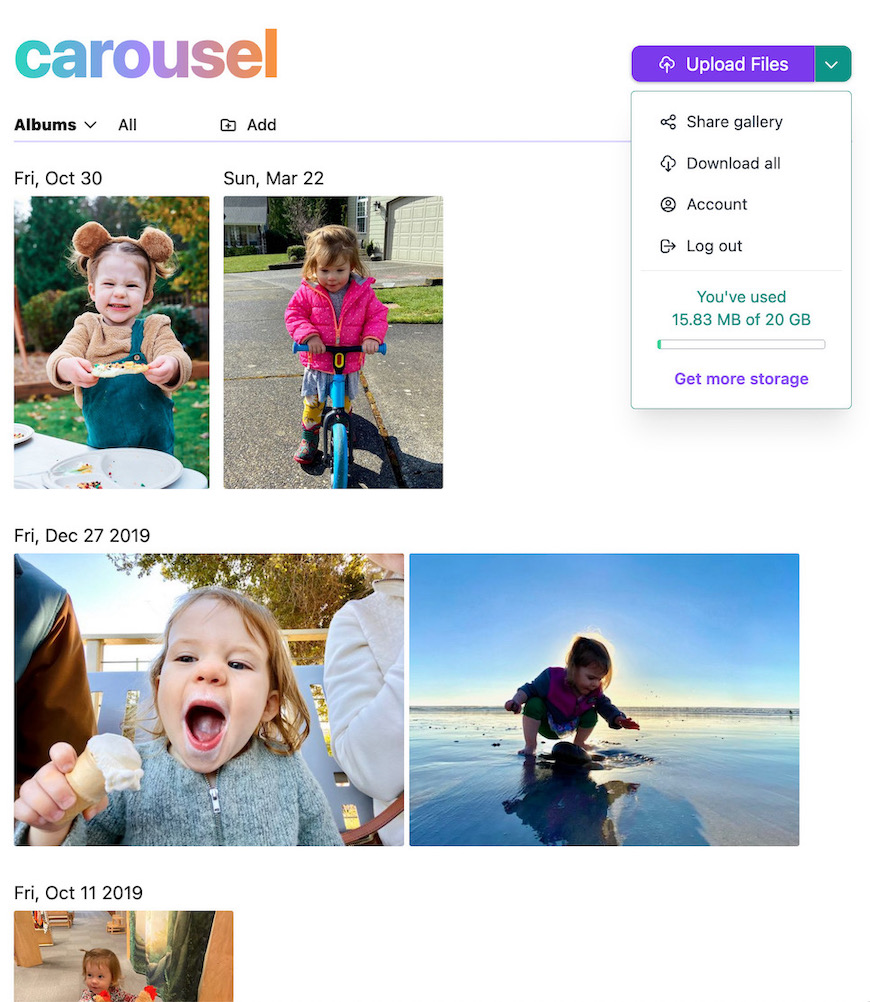 carousel
Upload Files
Share gallery
Download all
Account
Log out
You've used
15.83 MB of 20 GB
Get more storage
Albums All Add
Fri, Oct 30 Sun, Mar 22
Fri, Dec 27 2019
Fri, Oct 11 2019